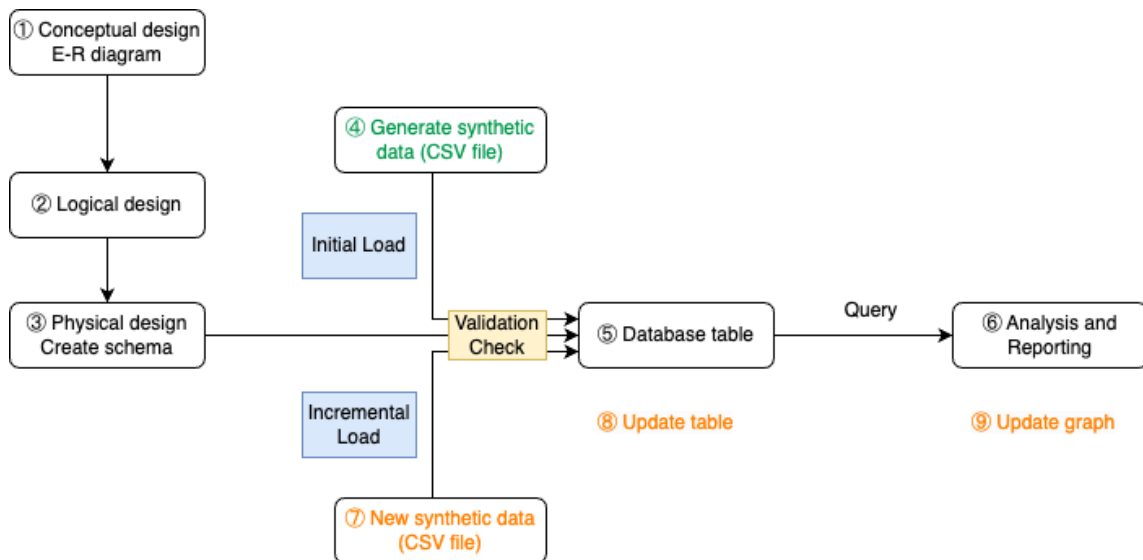 ① Conceptual design
E-R diagram
② Logical design
③ Physical design
Create schema
④ Generate synthetic
data (CSV file)
Initial Load
Validation
Check
Incremental
Load
⑦ New synthetic data
(CSV file)
⑤ Database table
⑧ Update table
Query
⑥ Analysis and
Reporting
⑨ Update graph